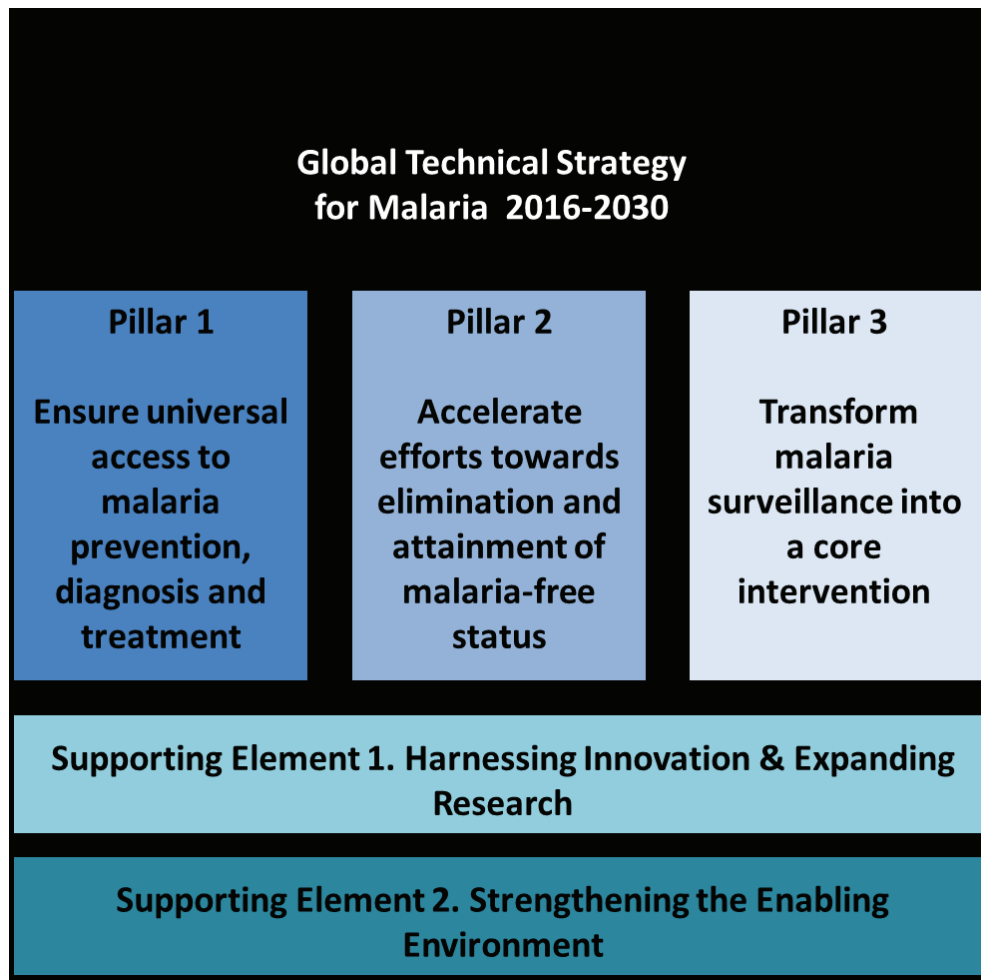 Global Technical Strategy
for Malaria 2016-2030
Pillar 1
Ensure universal
access to
malaria
prevention,
diagnosis and
treatment
Pillar 2
Accelerate
efforts towards
elimination and
attainment of
malaria-free
status
Pillar 3
Transform
malaria
surveillance into
a core
intervention
Supporting Element 1. Harnessing Innovation & Expanding
Research
Supporting Element 2. Strengthening the Enabling
Environment